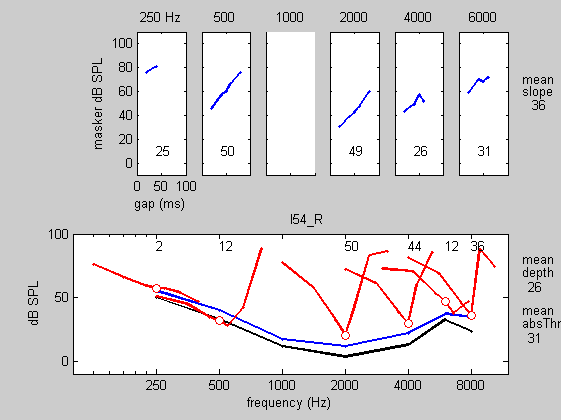 250 Hz 500 1000 2000 4000 6000
100
80
60
40
20
0
masker dB SPL
25 50 49 26 31
mean
slope
36
0 50 100
gap (ms)
I54_R
100
50
0
dB SPL
2 12 50 44 12 36
mean
depth
26
mean
absThr
31
250 500 1000 2000 4000 8000
frequency (Hz)